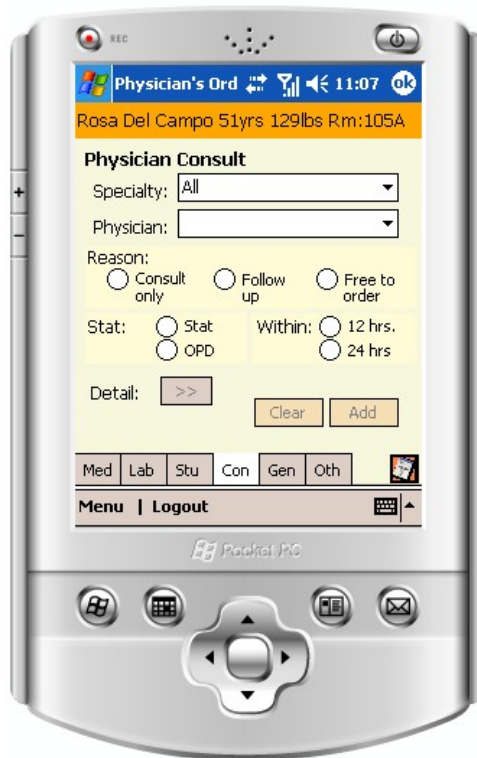 REC
Physician's Ord 11:07 ok
Rosa Del Campo 51yrs 129lbs Rm:105A
Physician Consult
Specialty: All
Physician:
Reason:
Consult only Follow up Free to order
Stat: Stat Within: 12 hrs.
OPD 24 hrs
Detail: >>
Clear Add
Med Lab Stu Con Gen Oth
Menu | Logout
Pocket PC